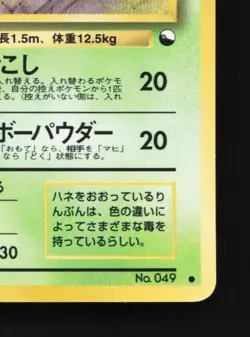 長1.5m、体重12.5kg
こし 20
入れ替える。入れ替わるポケモ
、自分の控えポケモンから1匹
る。(控えがいない側は、入れ
ボーパウダー 20
「おもて」なら、相手を「マヒ」
なら「どく」状態にする。
30
ハネをおおっているり
んぷんは、色の違いに
よってさまざまな毒を
持っているらしい。
No. 049 ●